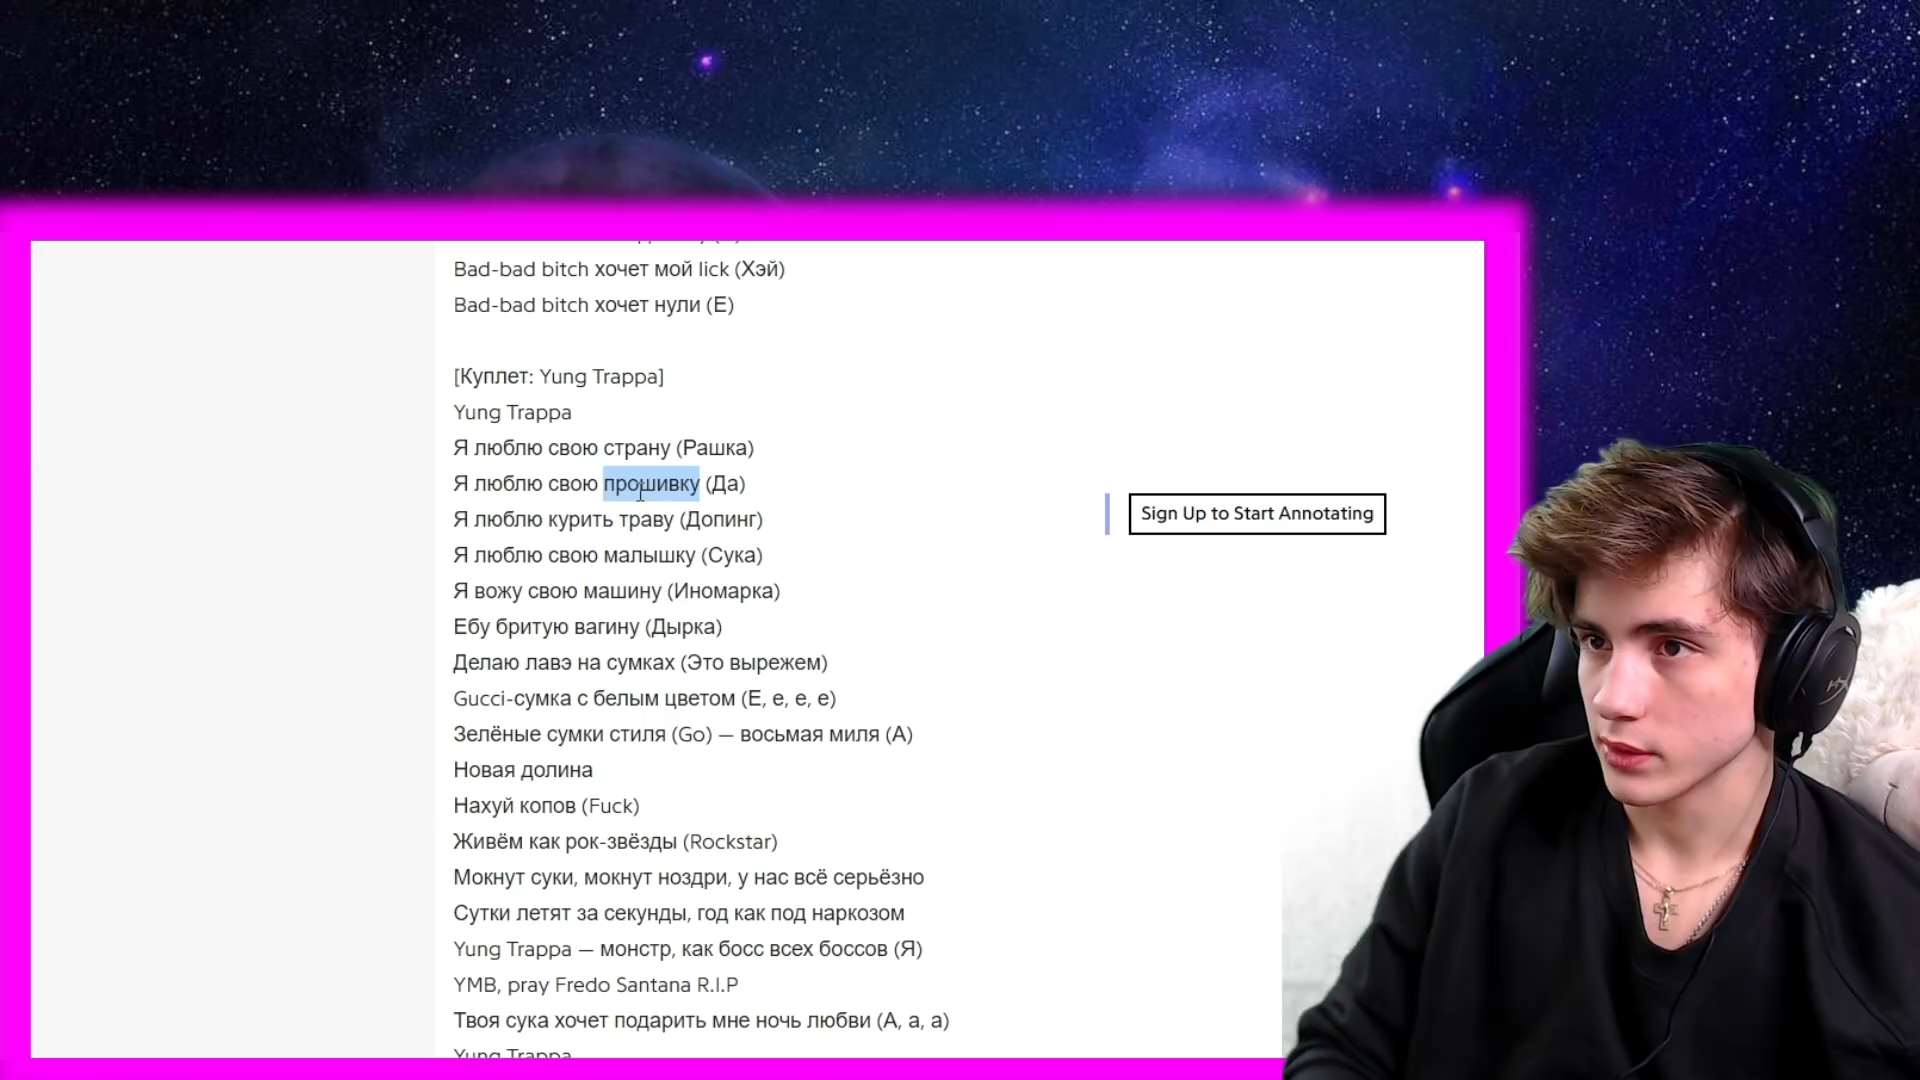 Bad-bad bitch хочет мой lick (Хэй)
Bad-bad bitch хочет нули (Е)
[Куплет: Yung Trappa]
Yung Trappa
Я люблю свою страну (Рашка)
Я люблю свою прошивку (Да)
Я люблю курить траву (Допинг)
Я люблю свою малышку (Сука)
Я вожу свою машину (Иномарка)
Ебу бритую вагину (Дырка)
Делаю лавэ на сумках (Это вырежем)
Gucci-сумка с белым цветом (Е, е, е, е)
Зелёные сумки стиля (Go) — восьмая миля (А)
Новая долина
Нахуй копов (Fuck)
Живём как рок-звёзды (Rockstar)
Мокнут суки, мокнут ноздри, у нас всё серьёзно
Сутки летят за секунды, год как под наркозом
Yung Trappa — монстр, как босс всех боссов (Я)
YMB, pray Fredo Santana R.I.P
Твоя сука хочет подарить мне ночь любви (А, а, а)
Yung Trappa
Sign Up to Start Annotating